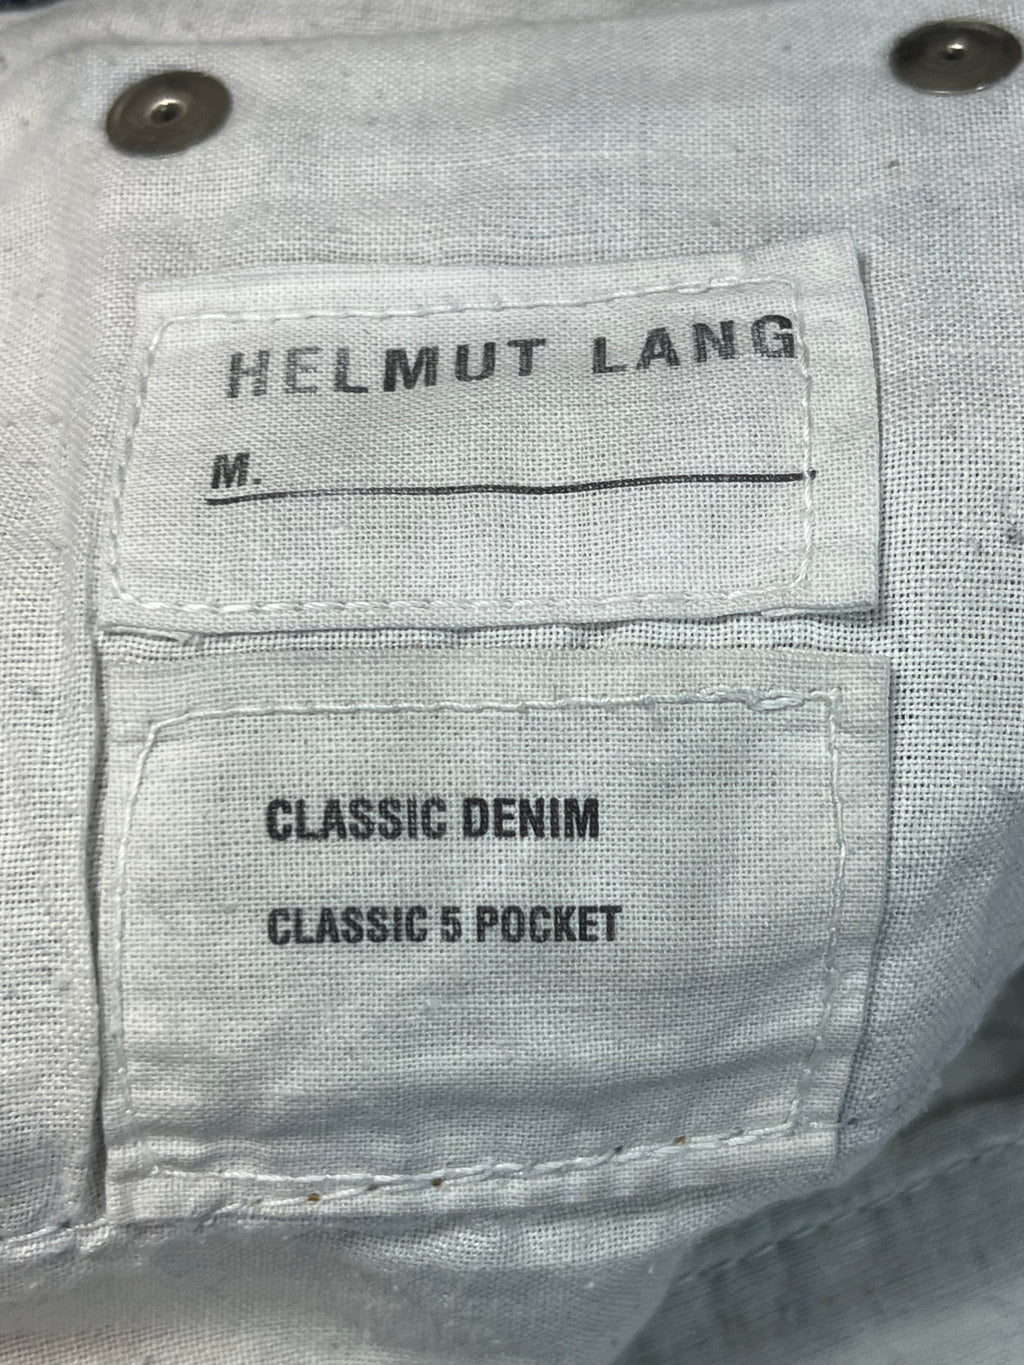 HELMUT LANG
M.
CLASSIC DENIM
CLASSIC 5 POCKET